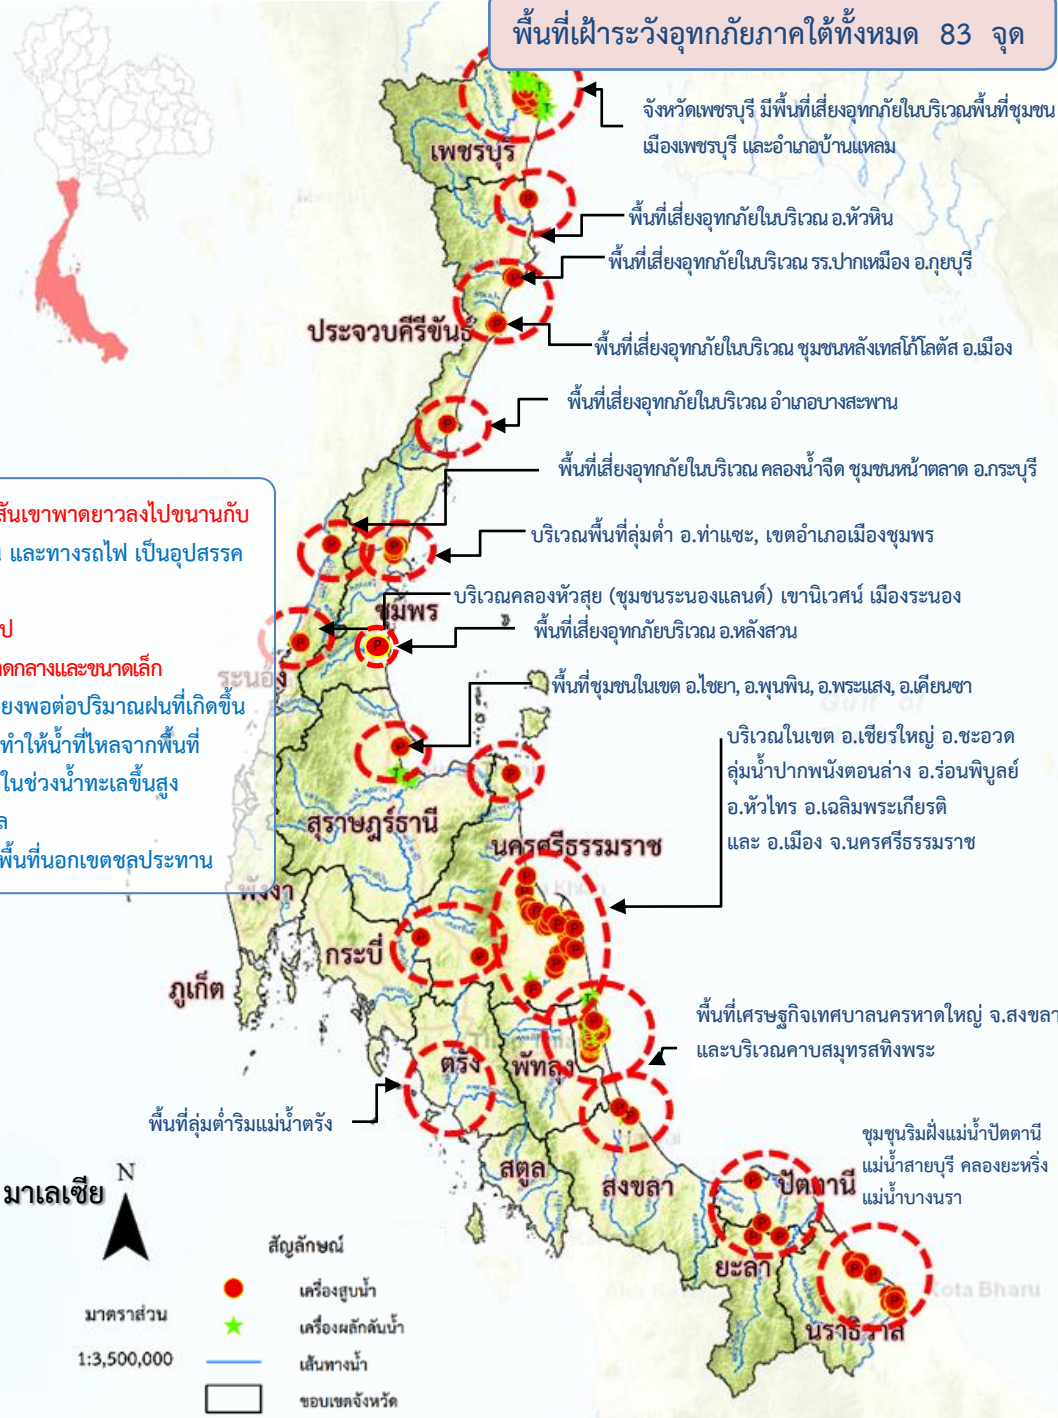 พื้นที่เฝ้าระวังอุทกภัยภาคใต้ทั้งหมด 83 จุด
จังหวัดเพชรบุรี มีพื้นที่เสี่ยงอุทกภัยในบริเวณพื้นที่ชุมชน
เมืองเพชรบุรี และอำเภอบ้านแหลม
เพชรบุรี
พื้นที่เสี่ยงอุทกภัยในบริเวณ อ.หัวหิน
พื้นที่เสี่ยงอุทกภัยในบริเวณ รร.ปากเหมือง อ.กุยบุรี
ประจวบคีรีขันธ์
พื้นที่เสี่ยงอุทกภัยในบริเวณ ชุมชนหลังเทสโก้โลตัส อ.เมือง
พื้นที่เสี่ยงอุทกภัยในบริเวณ อำเภอบางสะพาน
พื้นที่เสี่ยงอุทกภัยในบริเวณ คลองน้ำจืด ชุมชนหน้าตลาด อ.กระบุรี
สันเขาพาดยาวลงไปขนานกับ
และทางรถไฟ เป็นอุปสรรค
ป
ดกลางและขนาดเล็ก
ยงพอต่อปริมาณฝนที่เกิดขึ้น
ทำให้น้ำที่ไหลจากพื้นที่
ในช่วงน้ำทะเลขึ้นสูง
ล
พื้นที่นอกเขตชลประทาน
บริเวณพื้นที่ลุ่มต่ำ อ.ท่าแซะ, เขตอำเภอเมืองชุมพร
ชุมพร
บริเวณคลองหัวสุย (ชุมชนระนองแลนด์) เขานิเวศน์ เมืองระนอง
พื้นที่เสี่ยงอุทกภัยบริเวณ อ.หลังสวน
ระนอง
พื้นที่ชุมชนในเขต อ.ไชยา, อ.พุนพิน, อ.พระแสง, อ.เคียนซา
Gulf of
บริเวณในเขต อ.เชียรใหญ่ อ.ชะอวด
ลุ่มน้ำปากพนังตอนล่าง อ.ร่อนพิบูลย์
อ.หัวไทร อ.เฉลิมพระเกียรติ
และ อ.เมือง จ.นครศรีธรรมราช
สุราษฎร์ธานี
นครศรีธรรมราช
พังงา
กระบี่
ภูเก็ต
พื้นที่เศรษฐกิจเทศบาลนครหาดใหญ่ จ.สงขลา
และบริเวณคาบสมุทรสทิงพระ
ตรัง
พัทลุง
พื้นที่ลุ่มต่ำริมแม่น้ำตรัง
ชุมชุนริมฝั่งแม่น้ำปัตตานี
แม่น้ำสายบุรี คลองยะหริ่ง
แม่น้ำบางนรา
สตูล
สงขลา
ปัตตานี
ยะลา
นราธิวาส
Kota Bharu
มาเลเซีย
N
มาตราส่วน
1:3,500,000
สัญลักษณ์
เครื่องสูบน้ำ
เครื่องผลักดันน้ำ
เส้นทางน้ำ
ขอบเขตจังหวัด